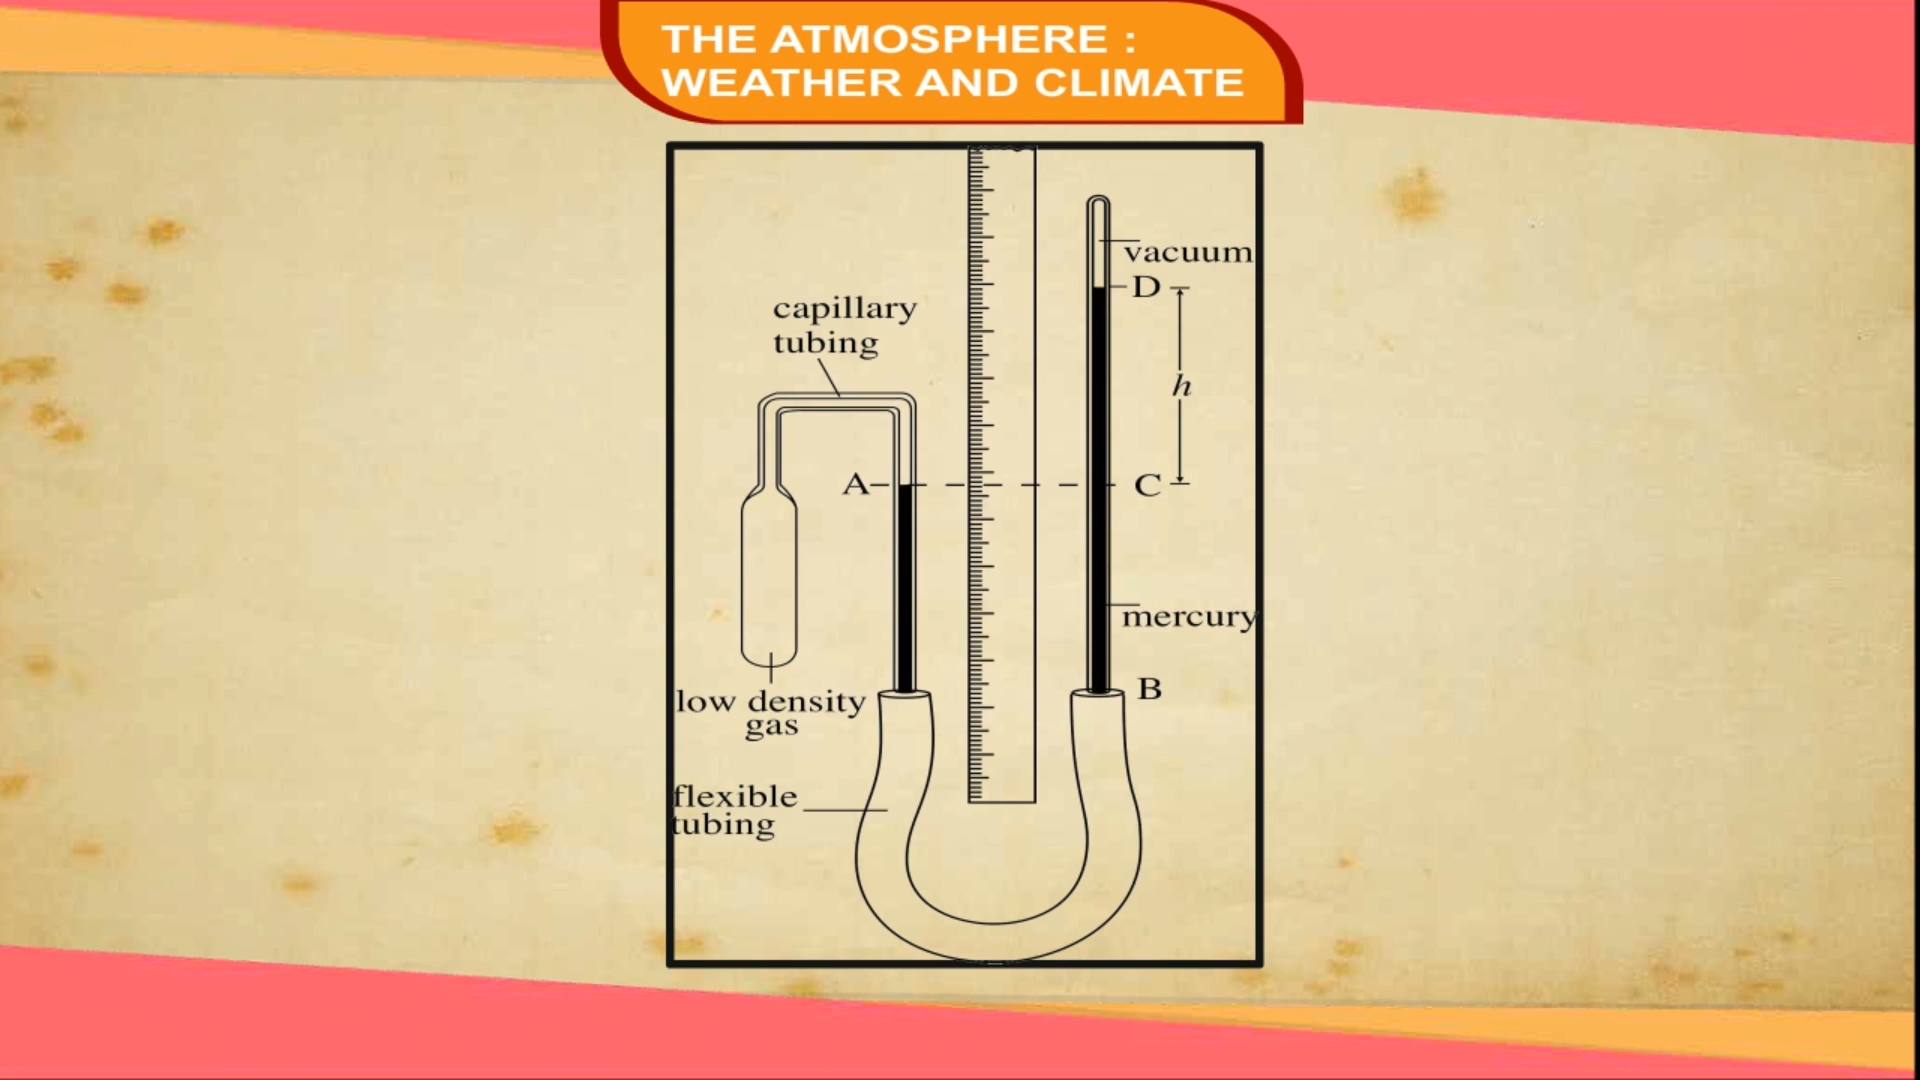 THE ATMOSPHERE :
WEATHER AND CLIMATE
vacuum
D
capillary
tubing
h
A
C
mercury
B
low density
gas
flexible
tubing